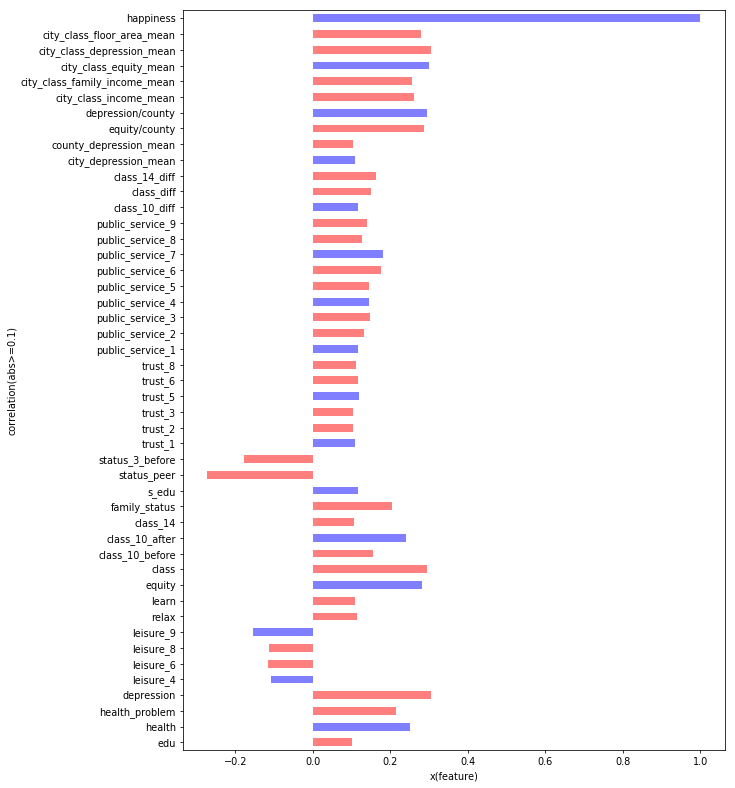 happiness
city_class_floor_area_mean
city_class_depression_mean
city_class_equity_mean
city_class_family_income_mean
city_class_income_mean
depression/county
equity/county
county_depression_mean
city_depression_mean
class_14_diff
class_diff
class_10_diff
public_service_9
public_service_8
public_service_7
public_service_6
public_service_5
public_service_4
public_service_3
public_service_2
public_service_1
trust_8
trust_6
trust_5
trust_3
trust_2
trust_1
status_3_before
status_peer
s_edu
family_status
class_14
class_10_after
class_10_before
class
equity
learn
relax
leisure_9
leisure_8
leisure_6
leisure_4
depression
health_problem
health
edu
correlation(abs>=0.1)
−0.2 0.0 0.2 0.4 0.6 0.8 1.0
x(feature)